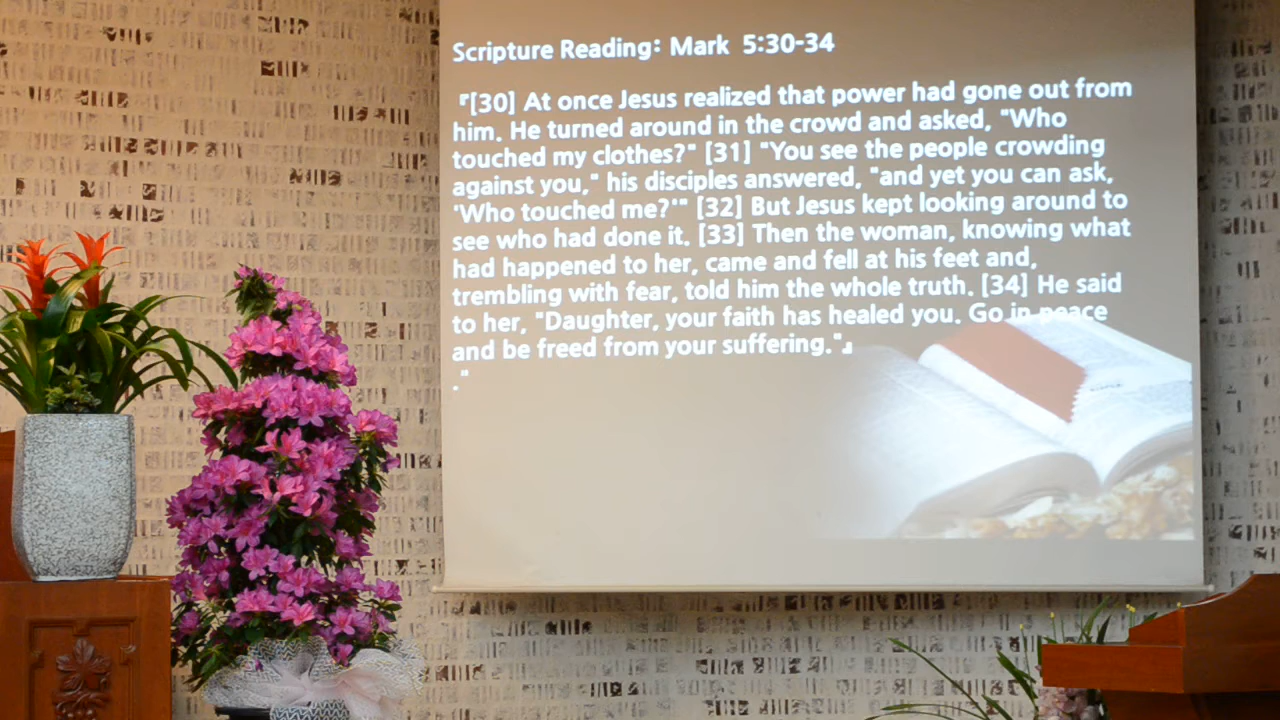 Scripture Reading: Mark 5:30-34
『[30] At once Jesus realized that power had gone out from
him. He turned around in the crowd and asked, "Who
touched my clothes?" [31] "You see the people crowding
against you," his disciples answered, "and yet you can ask,
'Who touched me?'" [32] But Jesus kept looking around to
see who had done it. [33] Then the woman, knowing what
had happened to her, came and fell at his feet and,
trembling with fear, told him the whole truth. [34] He said
to her, "Daughter, your faith has healed you. Go in peace
and be freed from your suffering."』
."